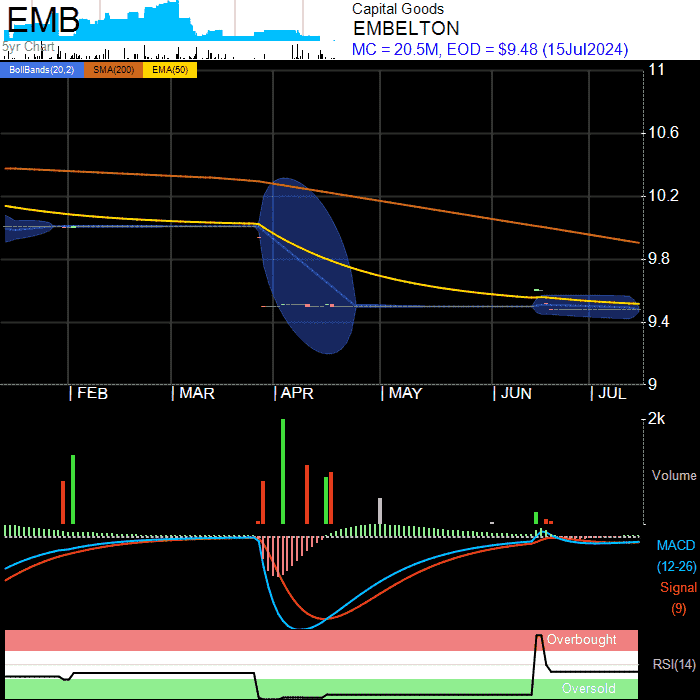 EMB
Capital Goods
EMBELTON
MC = 20.5M, EOD = $9.48 (15Jul2024)
5yr Chart
BollBands(20,2) SMA(200) EMA(50)
11
10.6
10.2
9.8
9.4
9
FEB MAR APR MAY JUN JUL
2k
Volume
MACD
(12-26)
Signal
(9)
Overbought
RSI(14)
Oversold